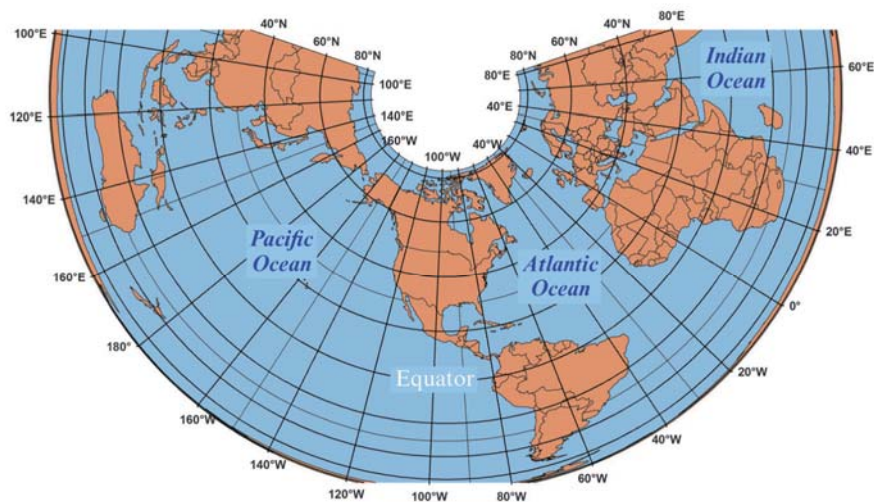 40°N
60°N
80°N
80°E
100°E
120°E
140°E
160°E
180°
160°W
140°W
120°W
100°W
80°W
60°W
40°W
20°W
0°
20°E
40°E
60°E
100°E
140°E
160°W
100°W
40°W
40°E
80°E
80°N
60°N
40°N
Indian
Ocean
Pacific
Ocean
Atlantic
Ocean
Equator